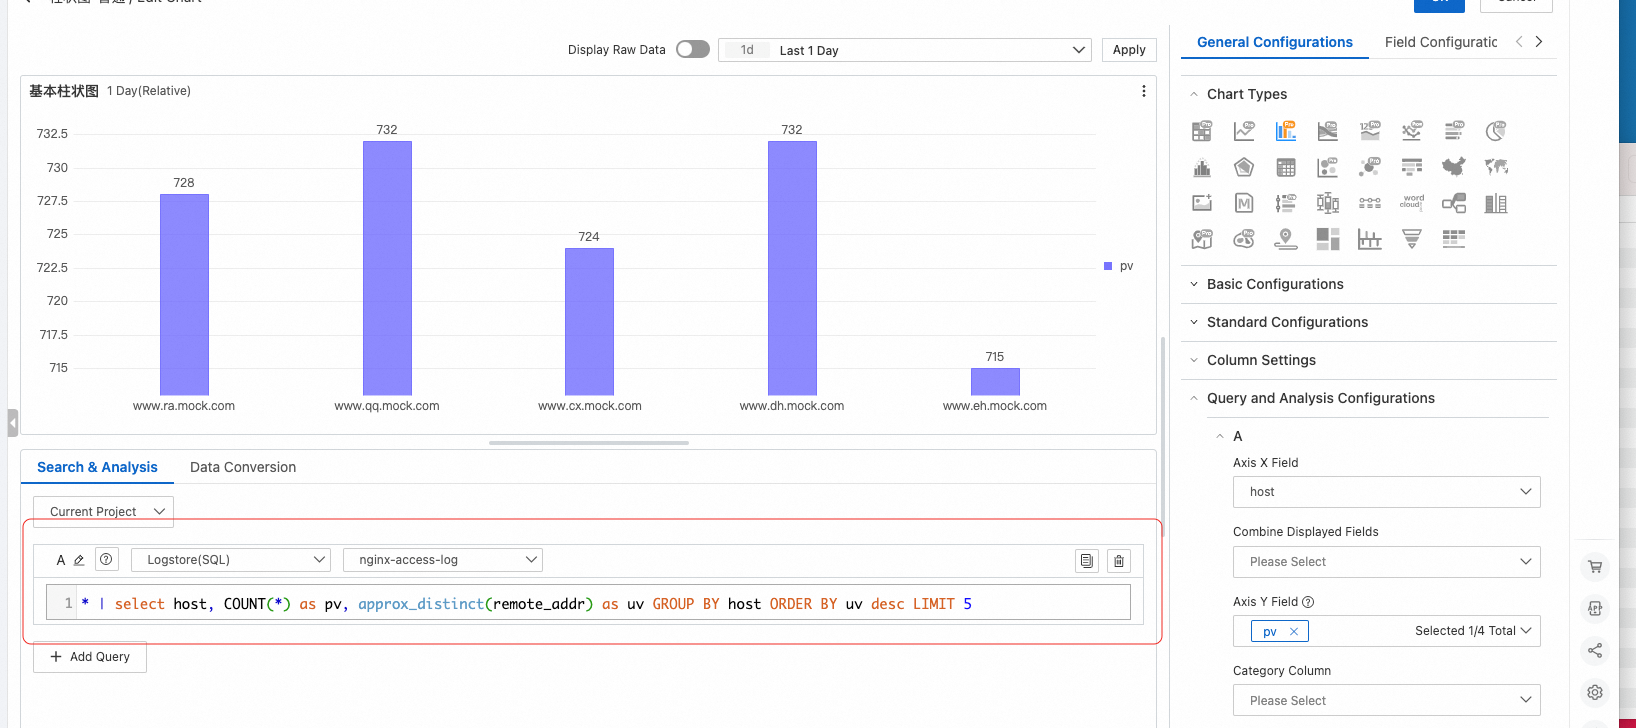 Display Raw Data
1d Last 1 Day
Apply
General Configurations
Field Configuratic
基本柱状图 1 Day(Relative)
732.5
730
727.5
725
722.5
720
717.5
715
728
732
724
732
715
www.ra.mock.com
www.qq.mock.com
www.cx.mock.com
www.dh.mock.com
www.eh.mock.com
pv
Search & Analysis
Data Conversion
Current Project
A
Logstore(SQL)
nginx-access-log
1 * | select host, COUNT(*) as pv, approx_distinct(remote_addr) as uv GROUP BY host ORDER BY uv desc LIMIT 5
+ Add Query
Chart Types
word
cloud
Basic Configurations
Standard Configurations
Column Settings
Query and Analysis Configurations
A
Axis X Field
host
Combine Displayed Fields
Please Select
Axis Y Field
pv ×
Selected 1/4 Total
Category Column
Please Select